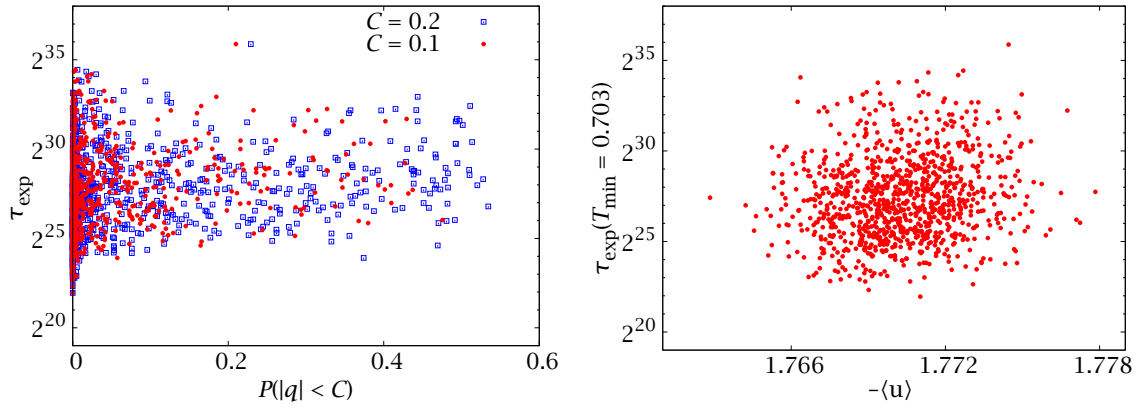 C = 0.2
C = 0.1
2^35
2^30
2^25
2^20
τ_exp
0
0.2
0.4
0.6
P(|q| < C)
2^35
2^30
2^25
2^20
τ_exp(T_min = 0.703)
1.766
1.772
1.778
−⟨u⟩